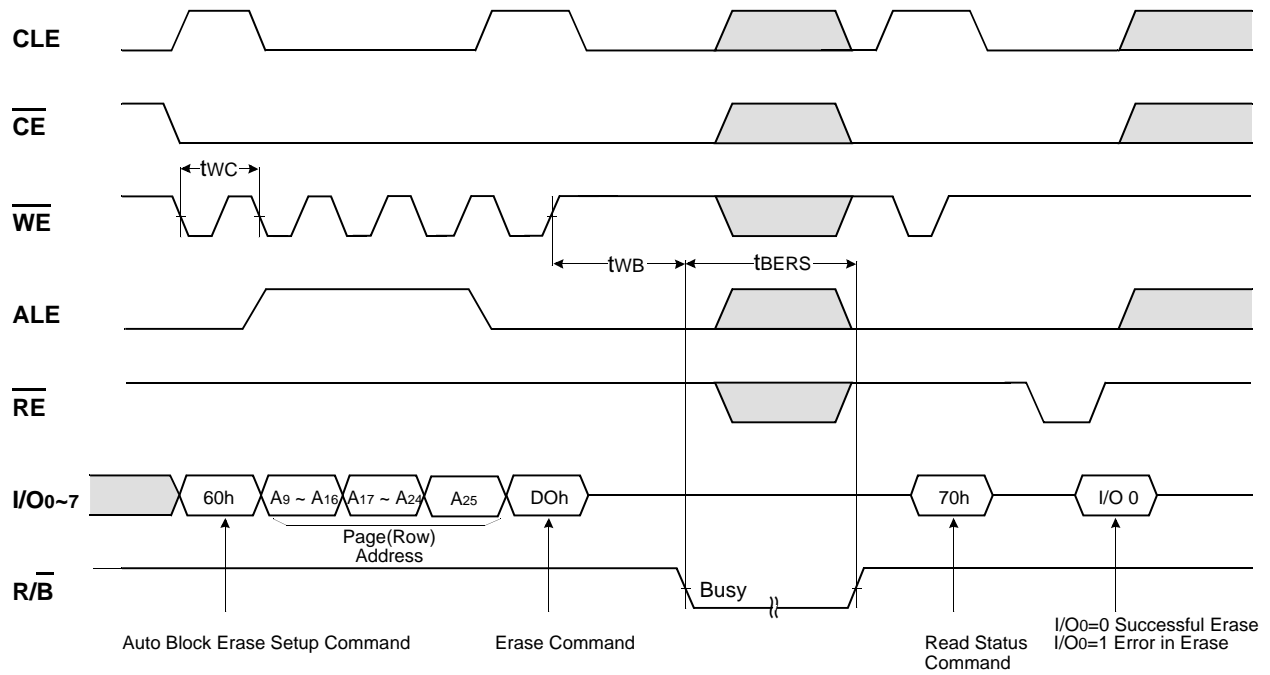 CLE
CE
tWC
WE
tWB
tBERS
ALE
RE
I/O0~7
60h
A9 ~ A16
A17 ~ A24
A25
DOh
70h
I/O 0
Page(Row)
Address
R/B
Busy
Auto Block Erase Setup Command
Erase Command
Read Status
Command
I/O0=0 Successful Erase
I/O0=1 Error in Erase